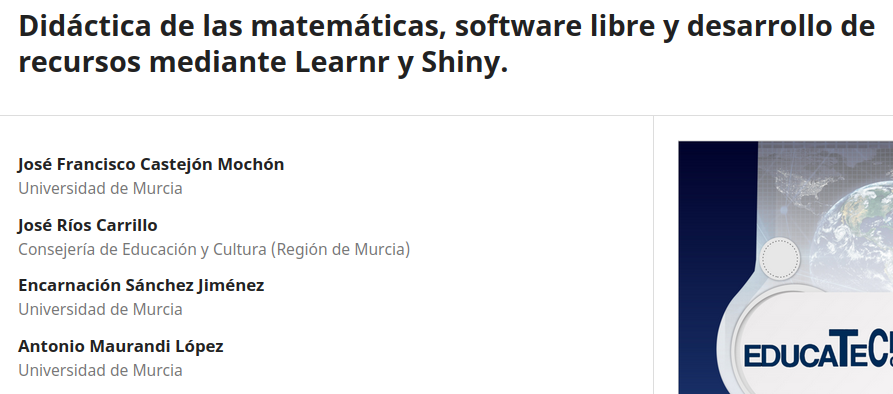 Didáctica de las matemáticas, software libre y desarrollo de
recursos mediante Learnr y Shiny.
José Francisco Castejón Mochón
Universidad de Murcia
José Ríos Carrillo
Consejería de Educación y Cultura (Región de Murcia)
Encarnación Sánchez Jiménez
Universidad de Murcia
Antonio Maurandi López
Universidad de Murcia